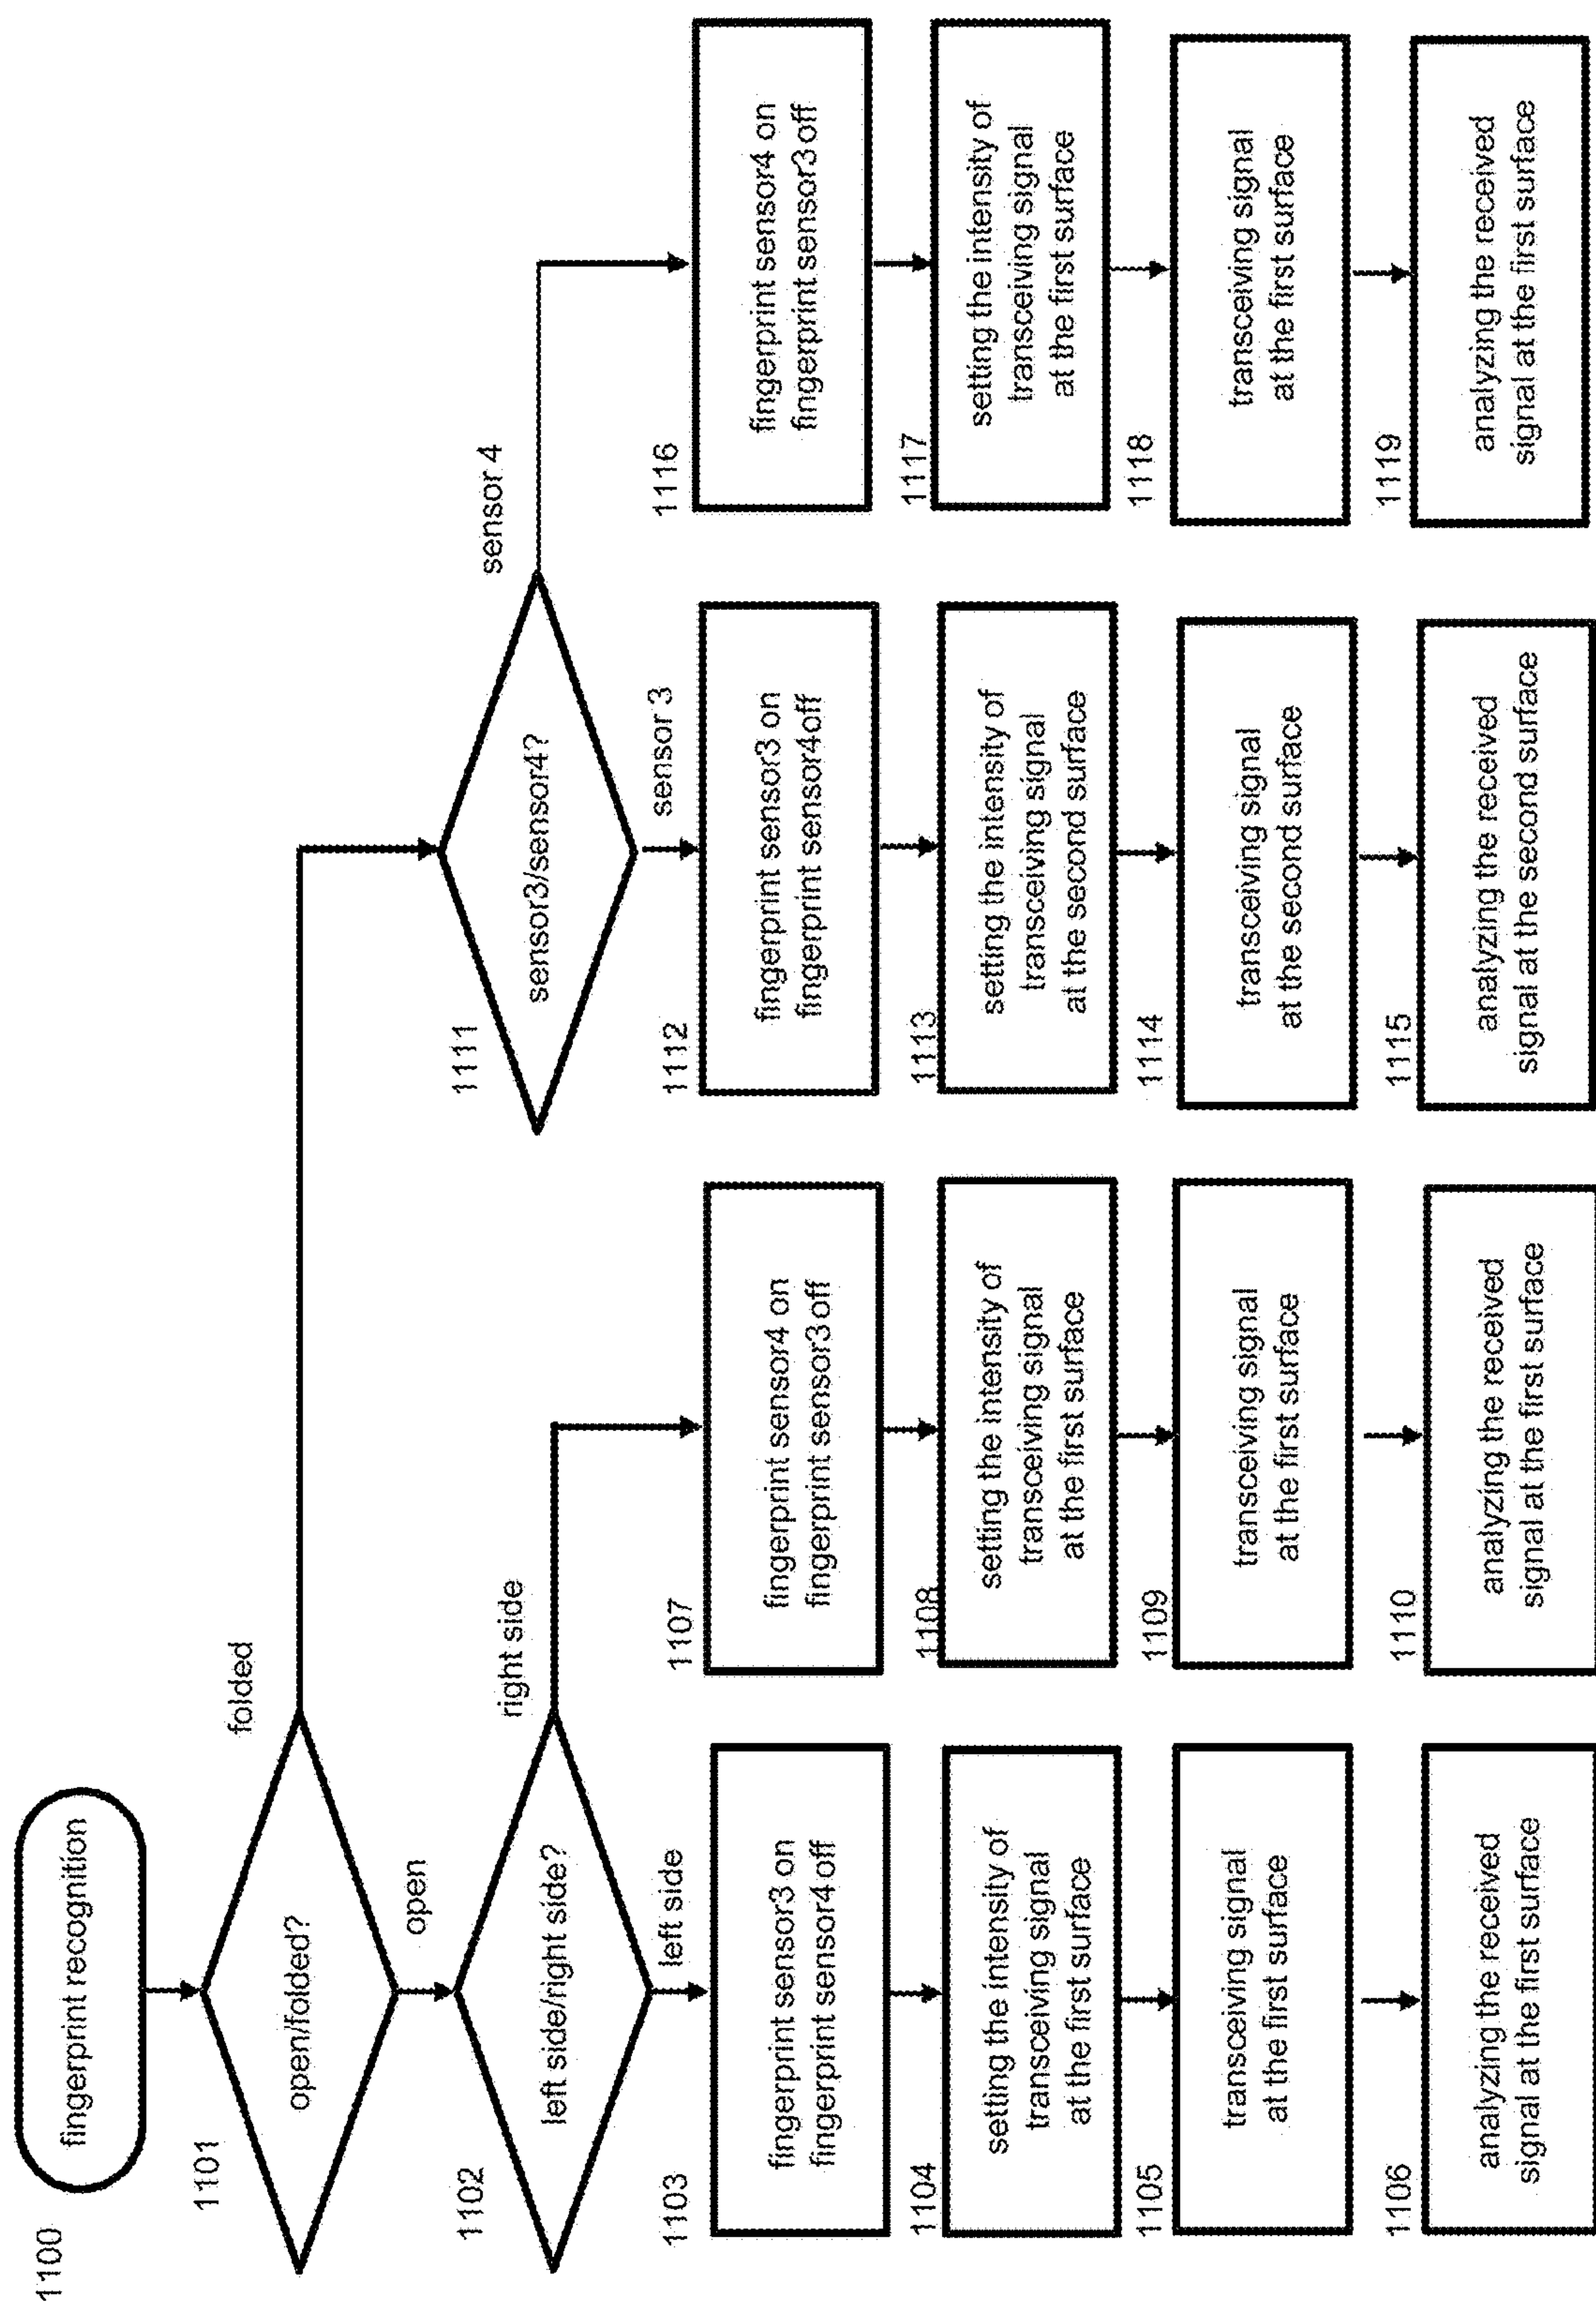 1100
fingerprint recognition
1101
open/folded?
folded
open
1102
left side/right side?
right side
left side
1103
fingerprint sensor3 on
fingerprint sensor4off
1104
setting the intensity of
transceiving signal
at the first surface
1105
transceiving signal
at the first surface
1106
analyzing the received
signal at the first surface
1107
fingerprint sensor4 on
fingerprint sensor3 off
1108
setting the intensity of
transceiving signal
at the first surface
1109
transceiving signal
at the first surface
1110
analyzing the received
signal at the first surface
1111
sensor3/sensor4?
sensor 4
sensor 3
1112
fingerprint sensor3 on
fingerprint sensor4off
1113
setting the intensity of
transceiving signal
at the second surface
1114
transceiving signal
at the second surface
1115
analyzing the received
signal at the second surface
1116
fingerprint sensor4 on
fingerprint sensor3 off
1117
setting the intensity of
transceiving signal
at the first surface
1118
transceiving signal
at the first surface
1119
analyzing the received
signal at the first surface